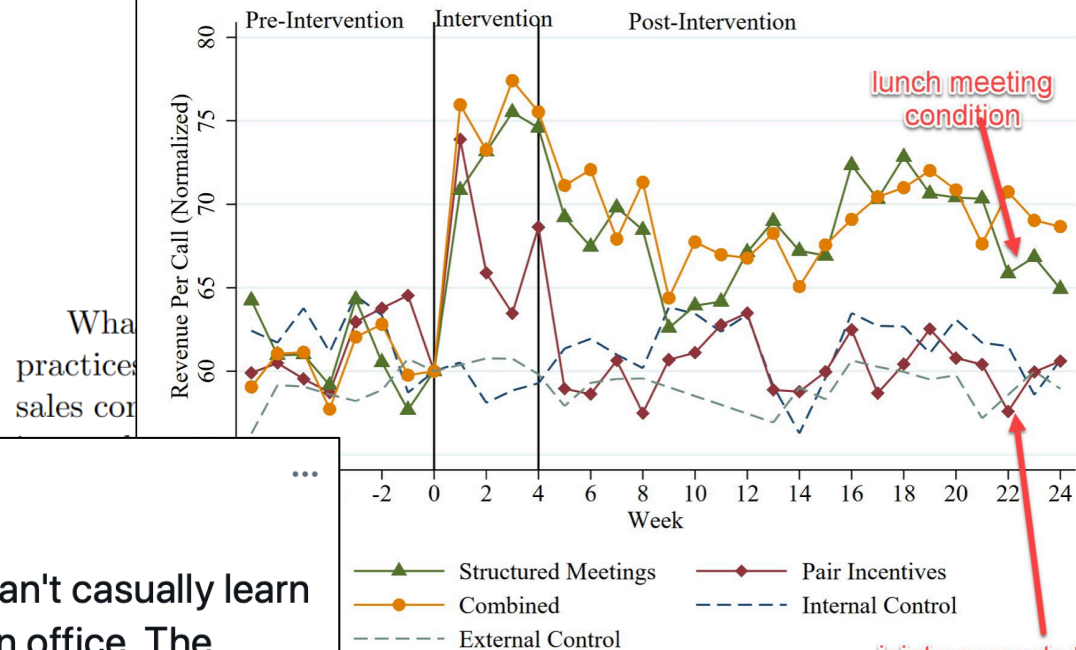 Pre-Intervention Intervention Post-Intervention
lunch meeting
condition
Revenue Per Call (Normalized)
80
75
70
65
60
-2 0 2 4 6 8 10 12 14 16 18 20 22 24
Week
Structured Meetings Pair Incentives
Combined Internal Control
External Control
Wha
practices
sales cor
...
an't casually learn
n office. The